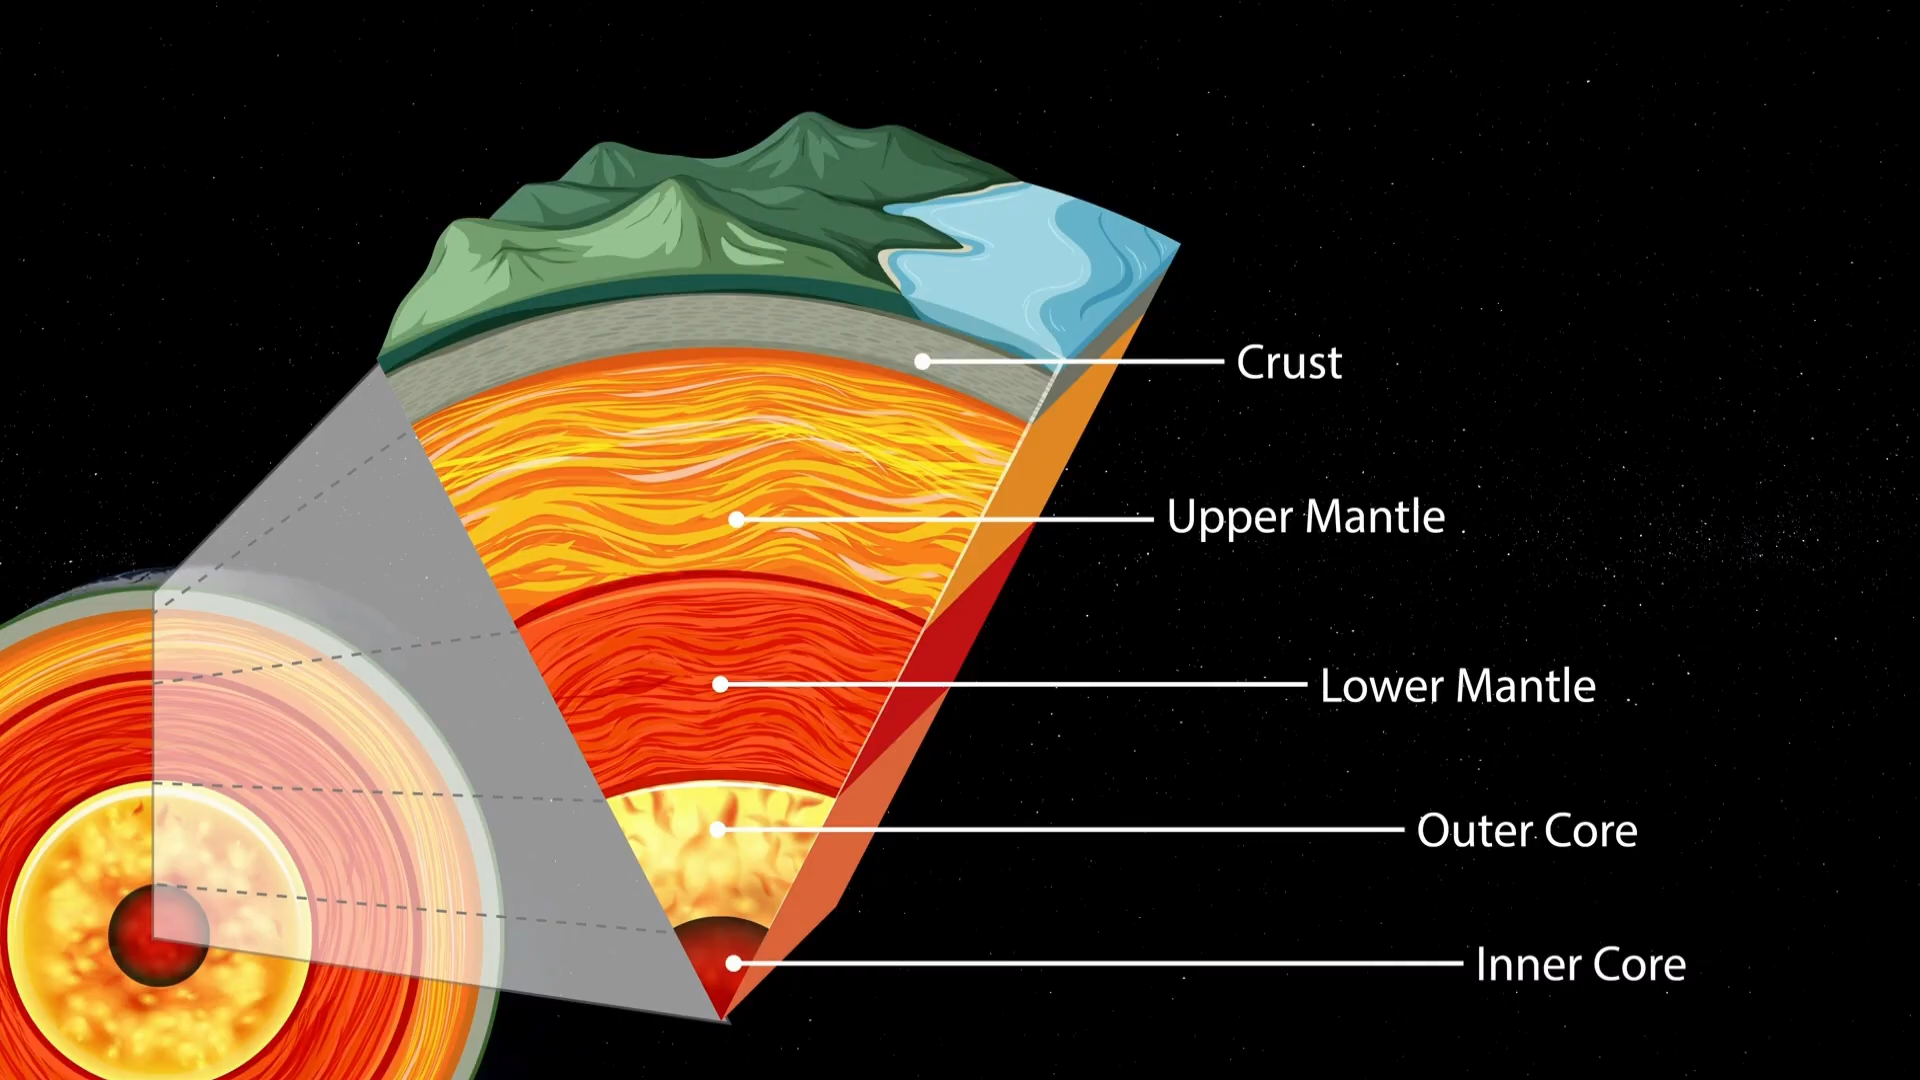 Crust
Upper Mantle
Lower Mantle
Outer Core
Inner Core